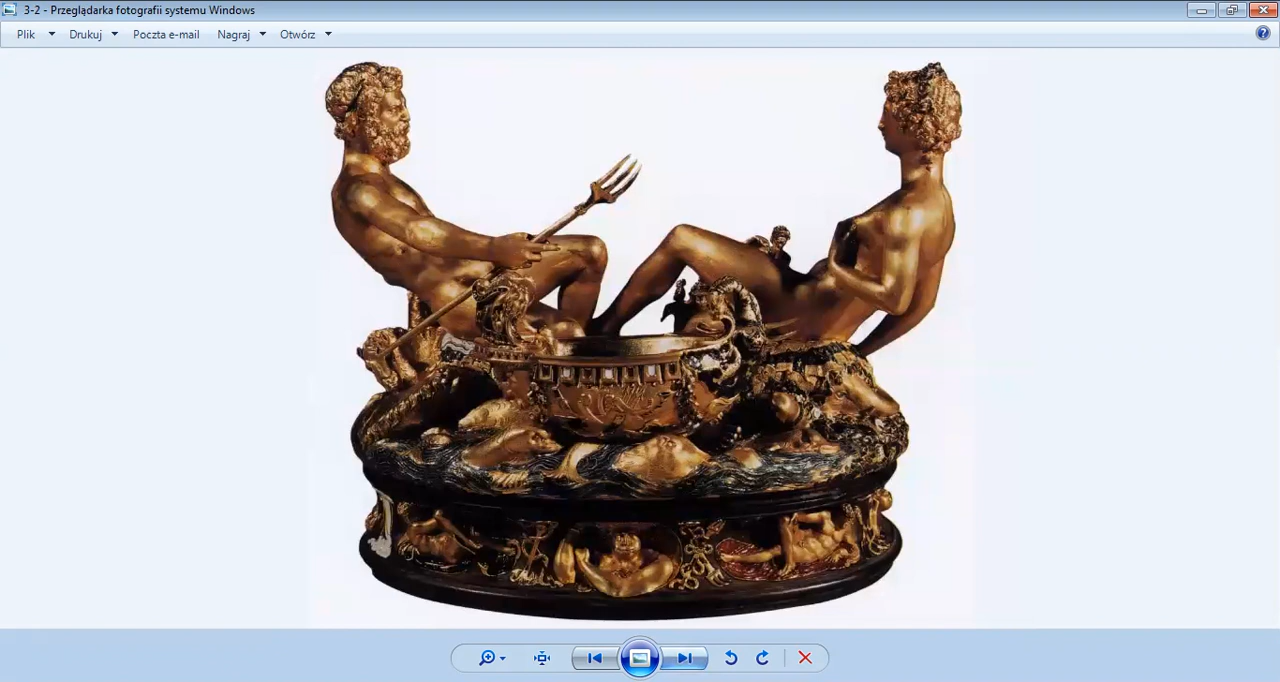 3-2 - Przeglądarka fotografii systemu Windows
Plik Drukuj Poczta e-mail Nagraj Otwórz